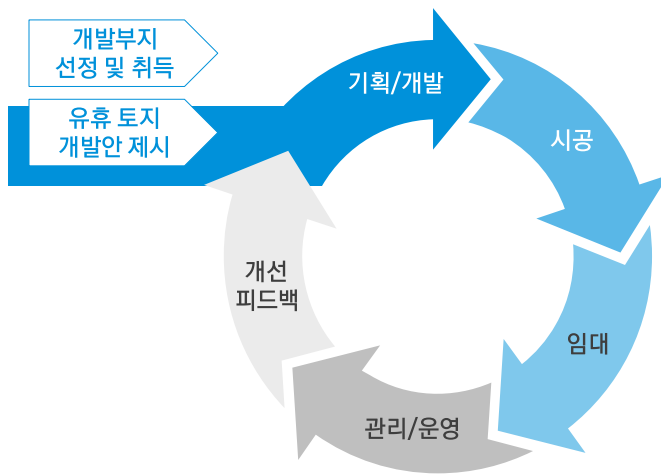 개발부지
선정 및 취득
유휴 토지
개발안 제시
기획/개발
시공
임대
관리/운영
개선
피드백